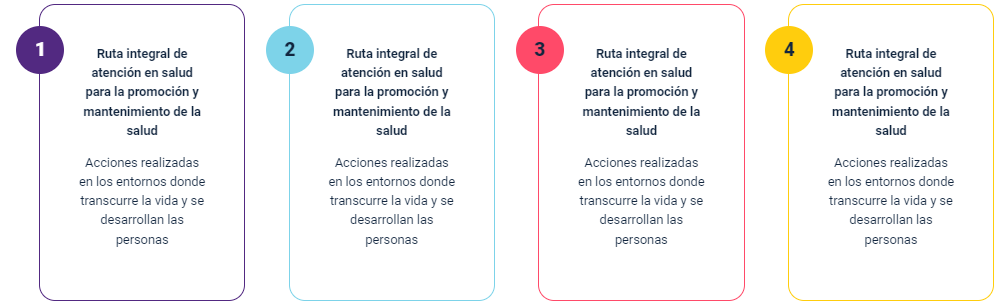 1
Ruta integral de
atención en salud
para la promoción y
mantenimiento de la
salud
Acciones realizadas
en los entornos donde
transcurre la vida y se
desarrollan las
personas
2
Ruta integral de
atención en salud
para la promoción y
mantenimiento de la
salud
Acciones realizadas
en los entornos donde
transcurre la vida y se
desarrollan las
personas
3
Ruta integral de
atención en salud
para la promoción y
mantenimiento de la
salud
Acciones realizadas
en los entornos donde
transcurre la vida y se
desarrollan las
personas
4
Ruta integral de
atención en salud
para la promoción y
mantenimiento de la
salud
Acciones realizadas
en los entornos donde
transcurre la vida y se
desarrollan las
personas